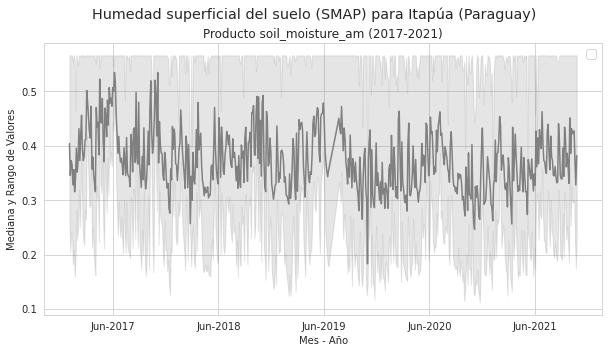 Humedad superficial del suelo (SMAP) para Itapúa (Paraguay)
Producto soil_moisture_am (2017-2021)
Mediana y Rango de Valores
0.5
0.4
0.3
0.2
0.1
Jun-2017 Jun-2018 Jun-2019 Jun-2020 Jun-2021
Mes - Año